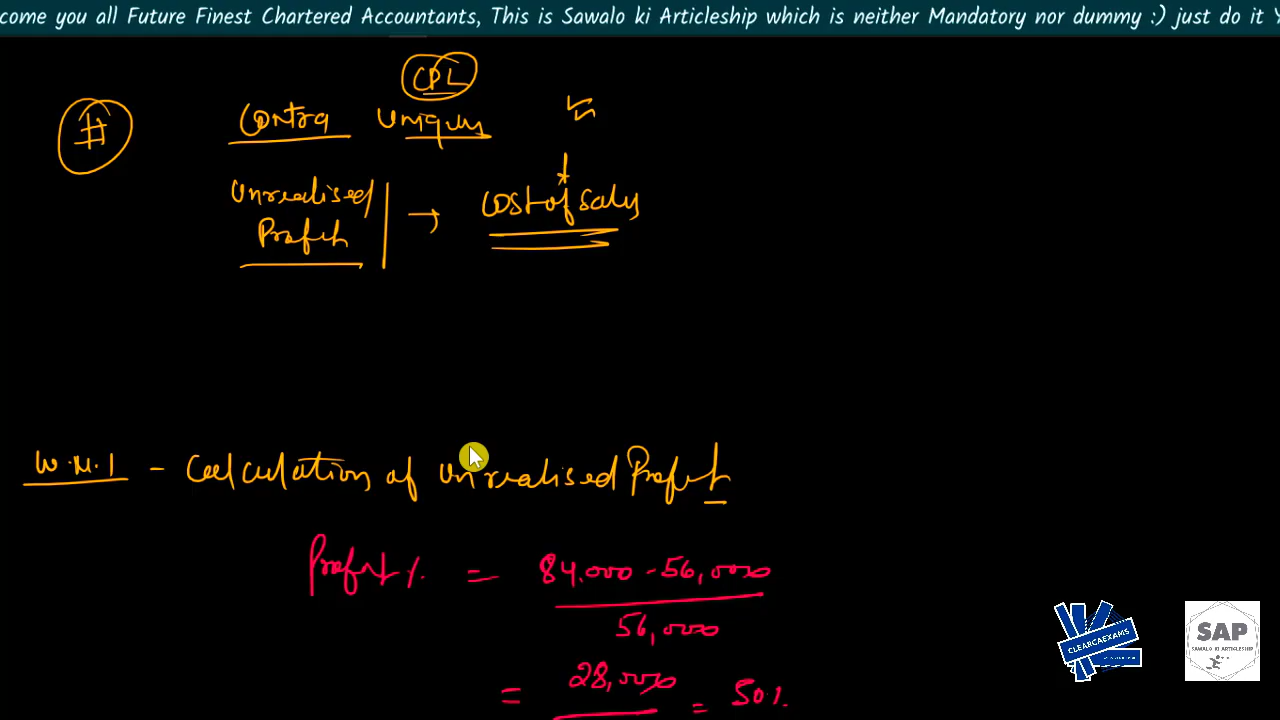 come you all Future Finest Chartered Accountants, This is Sawalo ki Articleship which is neither Mandatory nor dummy :) just do it Y
CPL
# Contra
Unrealised Profit → Cost of Sales
W.N.1 - Calculation of Unrealised Profit
Profit % = 84,000 - 56,000
56,000
= 28,000 = 50%
CLEARCAEXAMS
SAP
SAWALO KI ARTICLESHIP